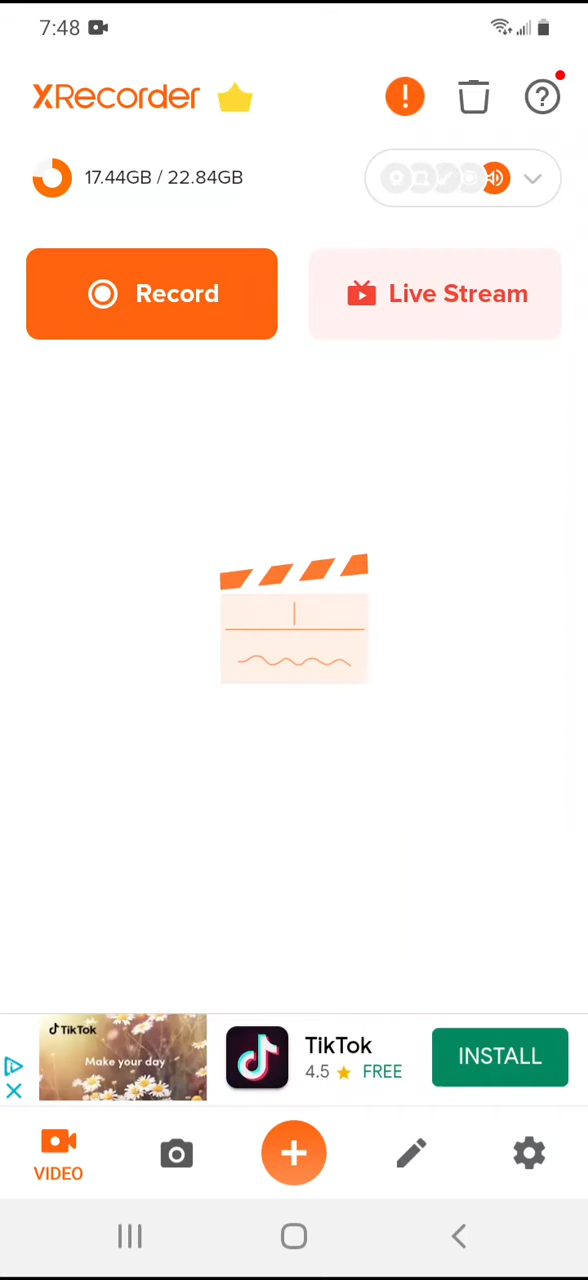 7:48
XRecorder
17.44GB / 22.84GB
Record
Live Stream
TikTok
Make your day
TikTok
4.5 FREE
INSTALL
VIDEO